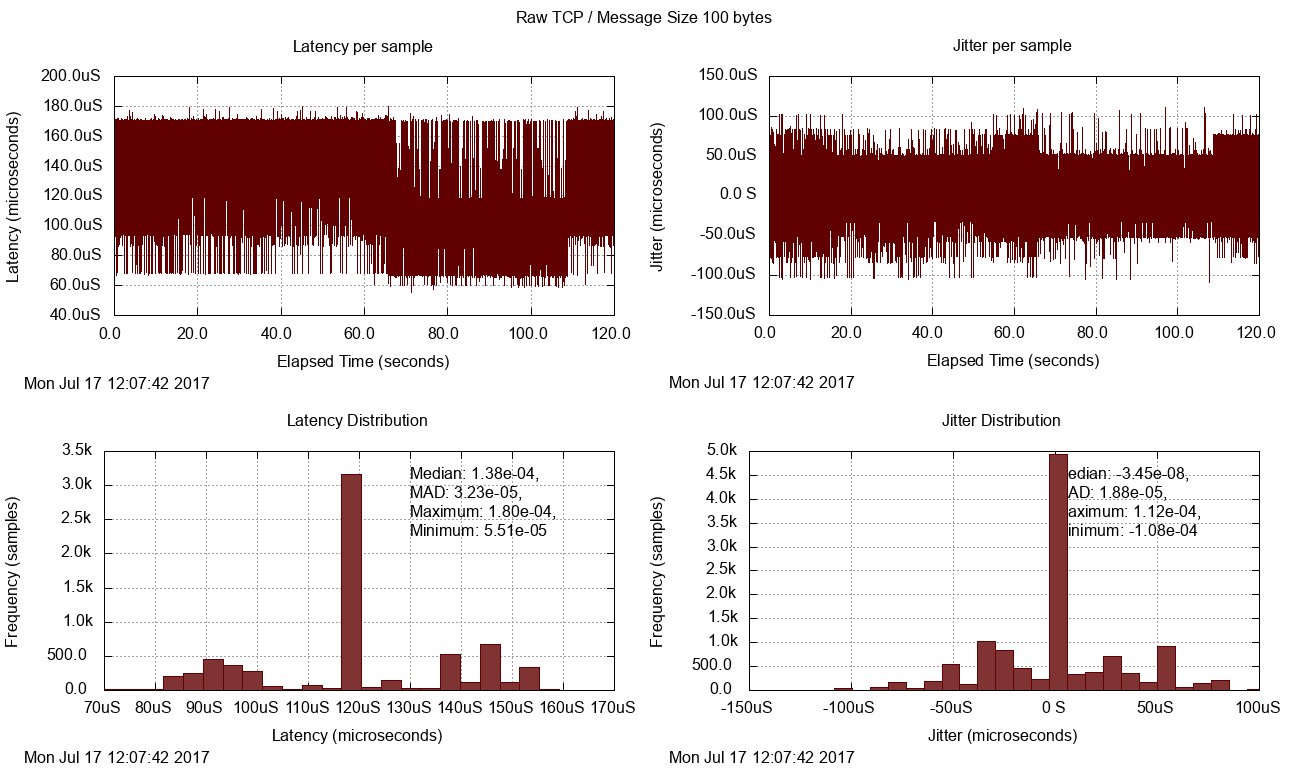 Raw TCP / Message Size 100 bytes
Latency per sample
200.0uS
180.0uS
160.0uS
140.0uS
120.0uS
100.0uS
80.0uS
60.0uS
40.0uS
0.0 20.0 40.0 60.0 80.0 100.0 120.0
Latency (microseconds)
Elapsed Time (seconds)
Mon Jul 17 12:07:42 2017
Jitter per sample
150.0uS
100.0uS
50.0uS
0.0 S
-50.0uS
-100.0uS
-150.0uS
0.0 20.0 40.0 60.0 80.0 100.0 120.0
Jitter (microseconds)
Elapsed Time (seconds)
Mon Jul 17 12:07:42 2017
Latency Distribution
3.5k
3.0k
2.5k
2.0k
1.5k
1.0k
500.0
0.0
Median: 1.38e-04,
MAD: 3.23e-05,
Maximum: 1.80e-04,
Minimum: 5.51e-05
70uS 80uS 90uS 100uS 110uS 120uS 130uS 140uS 150uS 160uS 170uS
Frequency (samples)
Latency (microseconds)
Mon Jul 17 12:07:42 2017
Jitter Distribution
5.0k
4.5k
4.0k
3.5k
3.0k
2.5k
2.0k
1.5k
1.0k
500.0
0.0
edian: -3.45e-08,
AD: 1.88e-05,
aximum: 1.12e-04,
inimum: -1.08e-04
-150uS -100uS -50uS 0 S 50uS 100uS
Frequency (samples)
Jitter (microseconds)
Mon Jul 17 12:07:42 2017